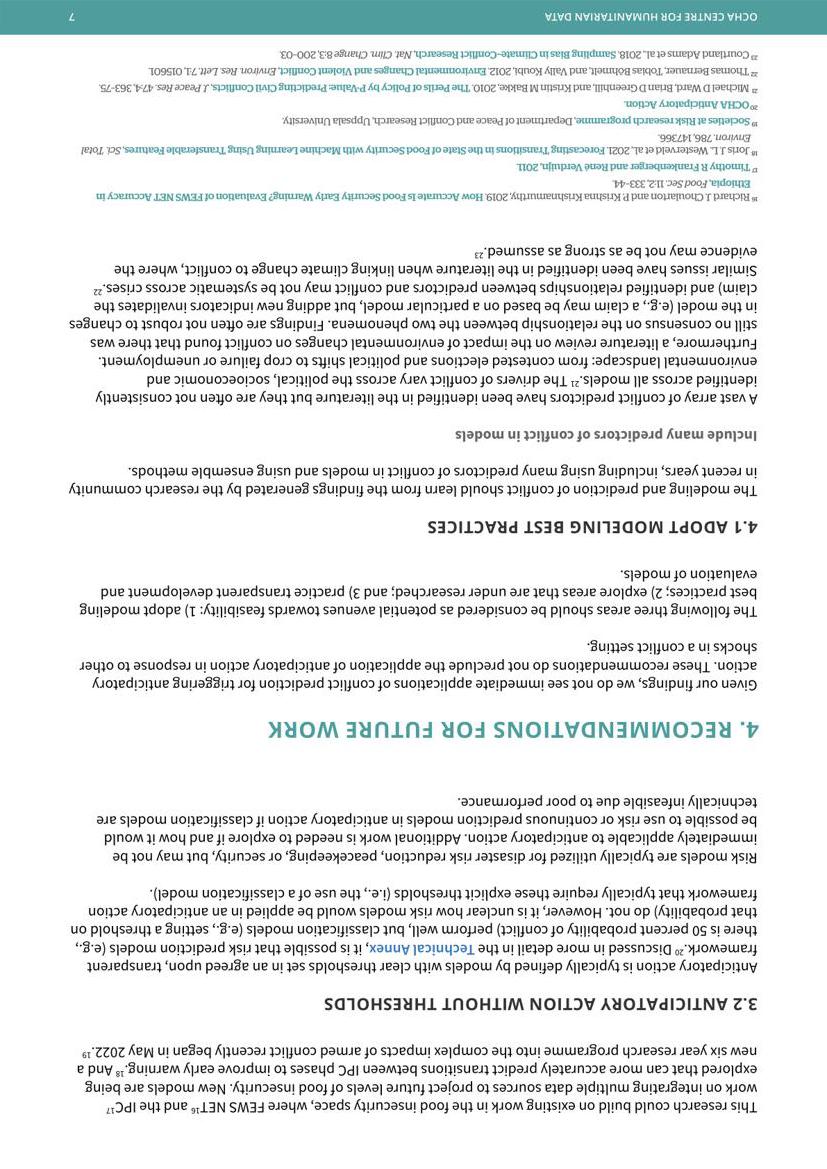 This research could build on existing work in the food insecurity space, where FEWS NET16 and the IPC17
work on integrating multiple data sources to project future levels of food insecurity. New models are being
explored that can more accurately predict transitions between IPC phases to improve early warning.18 And a
new six year research programme into the complex impacts of armed conflict recently began in May 2022.19
3.2 ANTICIPATORY ACTION WITHOUT THRESHOLDS
Anticipatory action is typically defined by models with clear thresholds set in an agreed upon, transparent
framework.20 Discussed in more detail in the Technical Annex, it is possible that risk prediction models (e.g.,
there is 50 percent probability of conflict) perform well, but classification models (e.g., setting a threshold on
that probability) do not. However, it is unclear how risk models would be applied in an anticipatory action
framework that typically require these explicit thresholds (i.e., the use of a classification model).
Risk models are typically utilized for disaster risk reduction, peacekeeping, or security, but may not be
immediately applicable to anticipatory action. Additional work is needed to explore if and how it would
be possible to use risk or continuous prediction models in anticipatory action if classification models are
technically infeasible due to poor performance.
4. RECOMMENDATIONS FOR FUTURE WORK
Given our findings, we do not see immediate applications of conflict prediction for triggering anticipatory
action. These recommendations do not preclude the application of anticipatory action in response to other
shocks in a conflict setting.
The following three areas should be considered as potential avenues towards feasibility: 1) adopt modeling
best practices; 2) explore areas that are under researched; and 3) practice transparent development and
evaluation of models.
4.1 ADOPT MODELING BEST PRACTICES
The modeling and prediction of conflict should learn from the findings generated by the research community
in recent years, including using many predictors of conflict in models and using ensemble methods.
Include many predictors of conflict in models
A vast array of conflict predictors have been identified in the literature but they are often not consistently
identified across all models.21 The drivers of conflict vary across the political, socioeconomic and
environmental landscape: from contested elections and political shifts to crop failure or unemployment.
Furthermore, a literature review on the impact of environmental changes on conflict found that there was
still no consensus on the relationship between the two phenomena. Findings are often not robust to changes
in the model (e.g., a claim may be based on a particular model, but adding new indicators invalidates the
claim) and identified relationships between predictors and conflict may not be systematic across crises.22
Similar issues have been identified in the literature when linking climate change to conflict, where the
evidence may not be as strong as assumed.23
16 Richard J. Choularton and P Krishna Krishnamurthy, 2019. How Accurate Is Food Security Early Warning? Evaluation of FEWS NET Accuracy in
Ethiopia, Food Sec. 11:2, 333-44.
17 Timothy R Frankenberger and René Verduijn, 2011.
18 Joris J.L. Westerveld et al., 2021. Forecasting Transitions in the State of Food Security with Machine Learning Using Transferable Features, Sci. Total
Environ. 786, 147366.
19 Societies at Risk research programme, Department of Peace and Conflict Research, Uppsala University.
20 OCHA Anticipatory Action.
21 Michael D Ward, Brian D Greenhill, and Kristin M Bakke, 2010. The Perils of Policy by P-Value: Predicting Civil Conflicts, J. Peace Res. 47:4, 363-75.
22 Thomas Bernauer, Tobias Böhmelt, and Vally Koubi, 2012. Environmental Changes and Violent Conflict, Environ. Res. Lett. 7:1, 015601.
23 Courtland Adams et al., 2018. Sampling Bias in Climate-Conflict Research, Nat. Clim. Change 8:3, 200-03.
OCHA CENTRE FOR HUMANITARIAN DATA
7